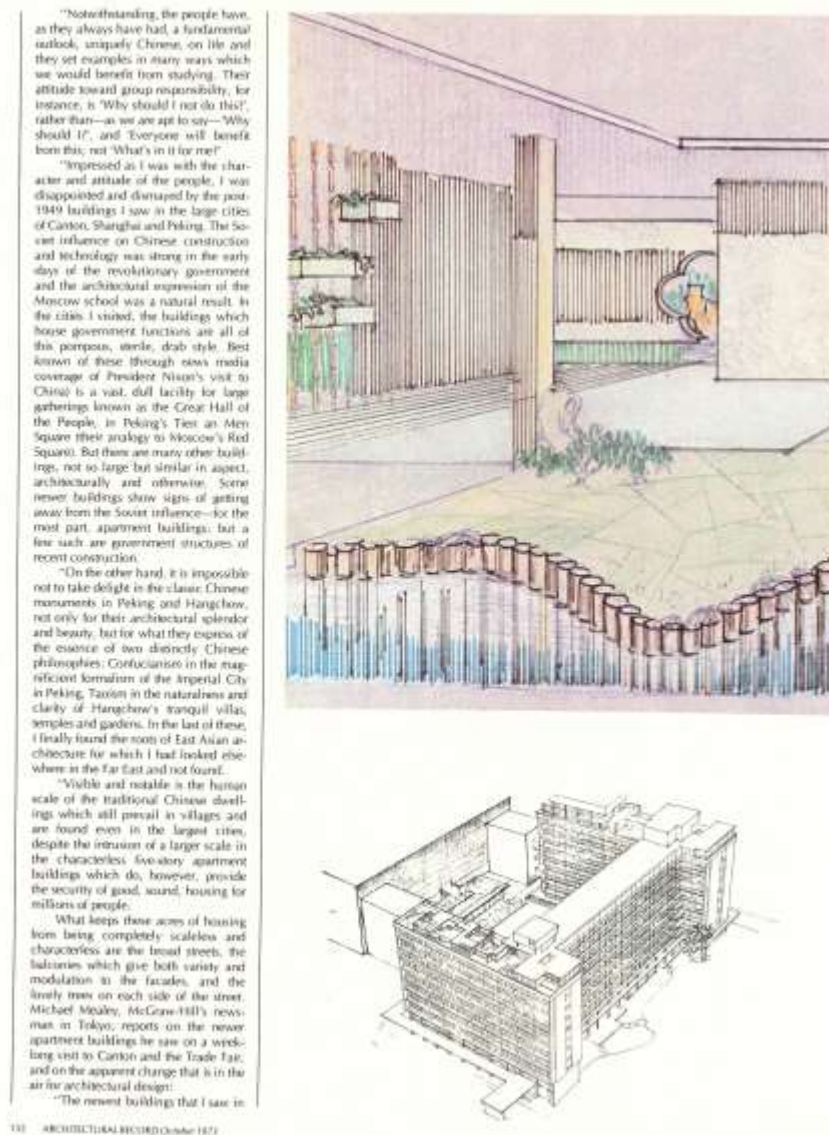 "Notwithstanding, the people have,
as they always have had, a fundamental
outlook, uniquely Chinese, on life and
they set examples in many ways which
we would benefit from studying. Their
attitude toward group responsibility, for
instance, is 'Why should I not do this?',
rather than—as we are apt to say—'Why
should I?', and 'Everyone will benefit
from this; not 'What's in it for me?'
"Impressed as I was with the char-
acter and attitude of the people, I was
disappointed and dismayed by the post-
1949 buildings I saw in the large cities
of Canton, Shanghai and Peking. The So-
viet influence on Chinese construction
and technology was strong in the early
days of the revolutionary government
and the architectural expression of the
Moscow school was a natural result. In
the cities I visited, the buildings which
house government functions are all of
this pompous, sterile, drab style. Best
known of these (through news media
coverage of President Nixon's visit to
China) is a vast, dull facility for large
gatherings known as the Great Hall of
the People, in Peking's Tien an Men
Square (their analogy to Moscow's Red
Square). But there are many other build-
ings, not so large but similar in aspect,
architecturally and otherwise. Some
newer buildings show signs of getting
away from the Soviet influence—for the
most part, apartment buildings; but a
few such are government structures of
recent construction.
"On the other hand, it is impossible
not to take delight in the classic Chinese
monuments in Peking and Hangchow,
not only for their architectural splendor
and beauty, but for what they express of
the essence of two distinctly Chinese
philosophies: Confucianism in the mag-
nificent formalism of the Imperial City
in Peking, Taoism in the naturalness and
clarity of Hangchow's tranquil villas,
temples and gardens. In the last of these,
I finally found the roots of East Asian ar-
chitecture for which I had looked else-
where in the Far East and not found.
"Visible and notable is the human
scale of the traditional Chinese dwell-
ings which still prevail in villages and
are found even in the largest cities,
despite the intrusion of a larger scale in
the characterless five-story apartment
buildings which do, however, provide
the security of good, sound, housing for
millions of people.
What keeps these acres of housing
from being completely scaleless and
characterless are the broad streets, the
balconies which give both variety and
modulation to the facades, and the
lovely trees on each side of the street.
Michael Mealey, McGraw-Hill's news-
man in Tokyo, reports on the newer
apartment buildings he saw on a week-
long visit to Canton and the Trade Fair,
and on the apparent change that is in the
air for architectural design:
"The newest buildings that I saw in
ARCHITECTURAL RECORD October 1973